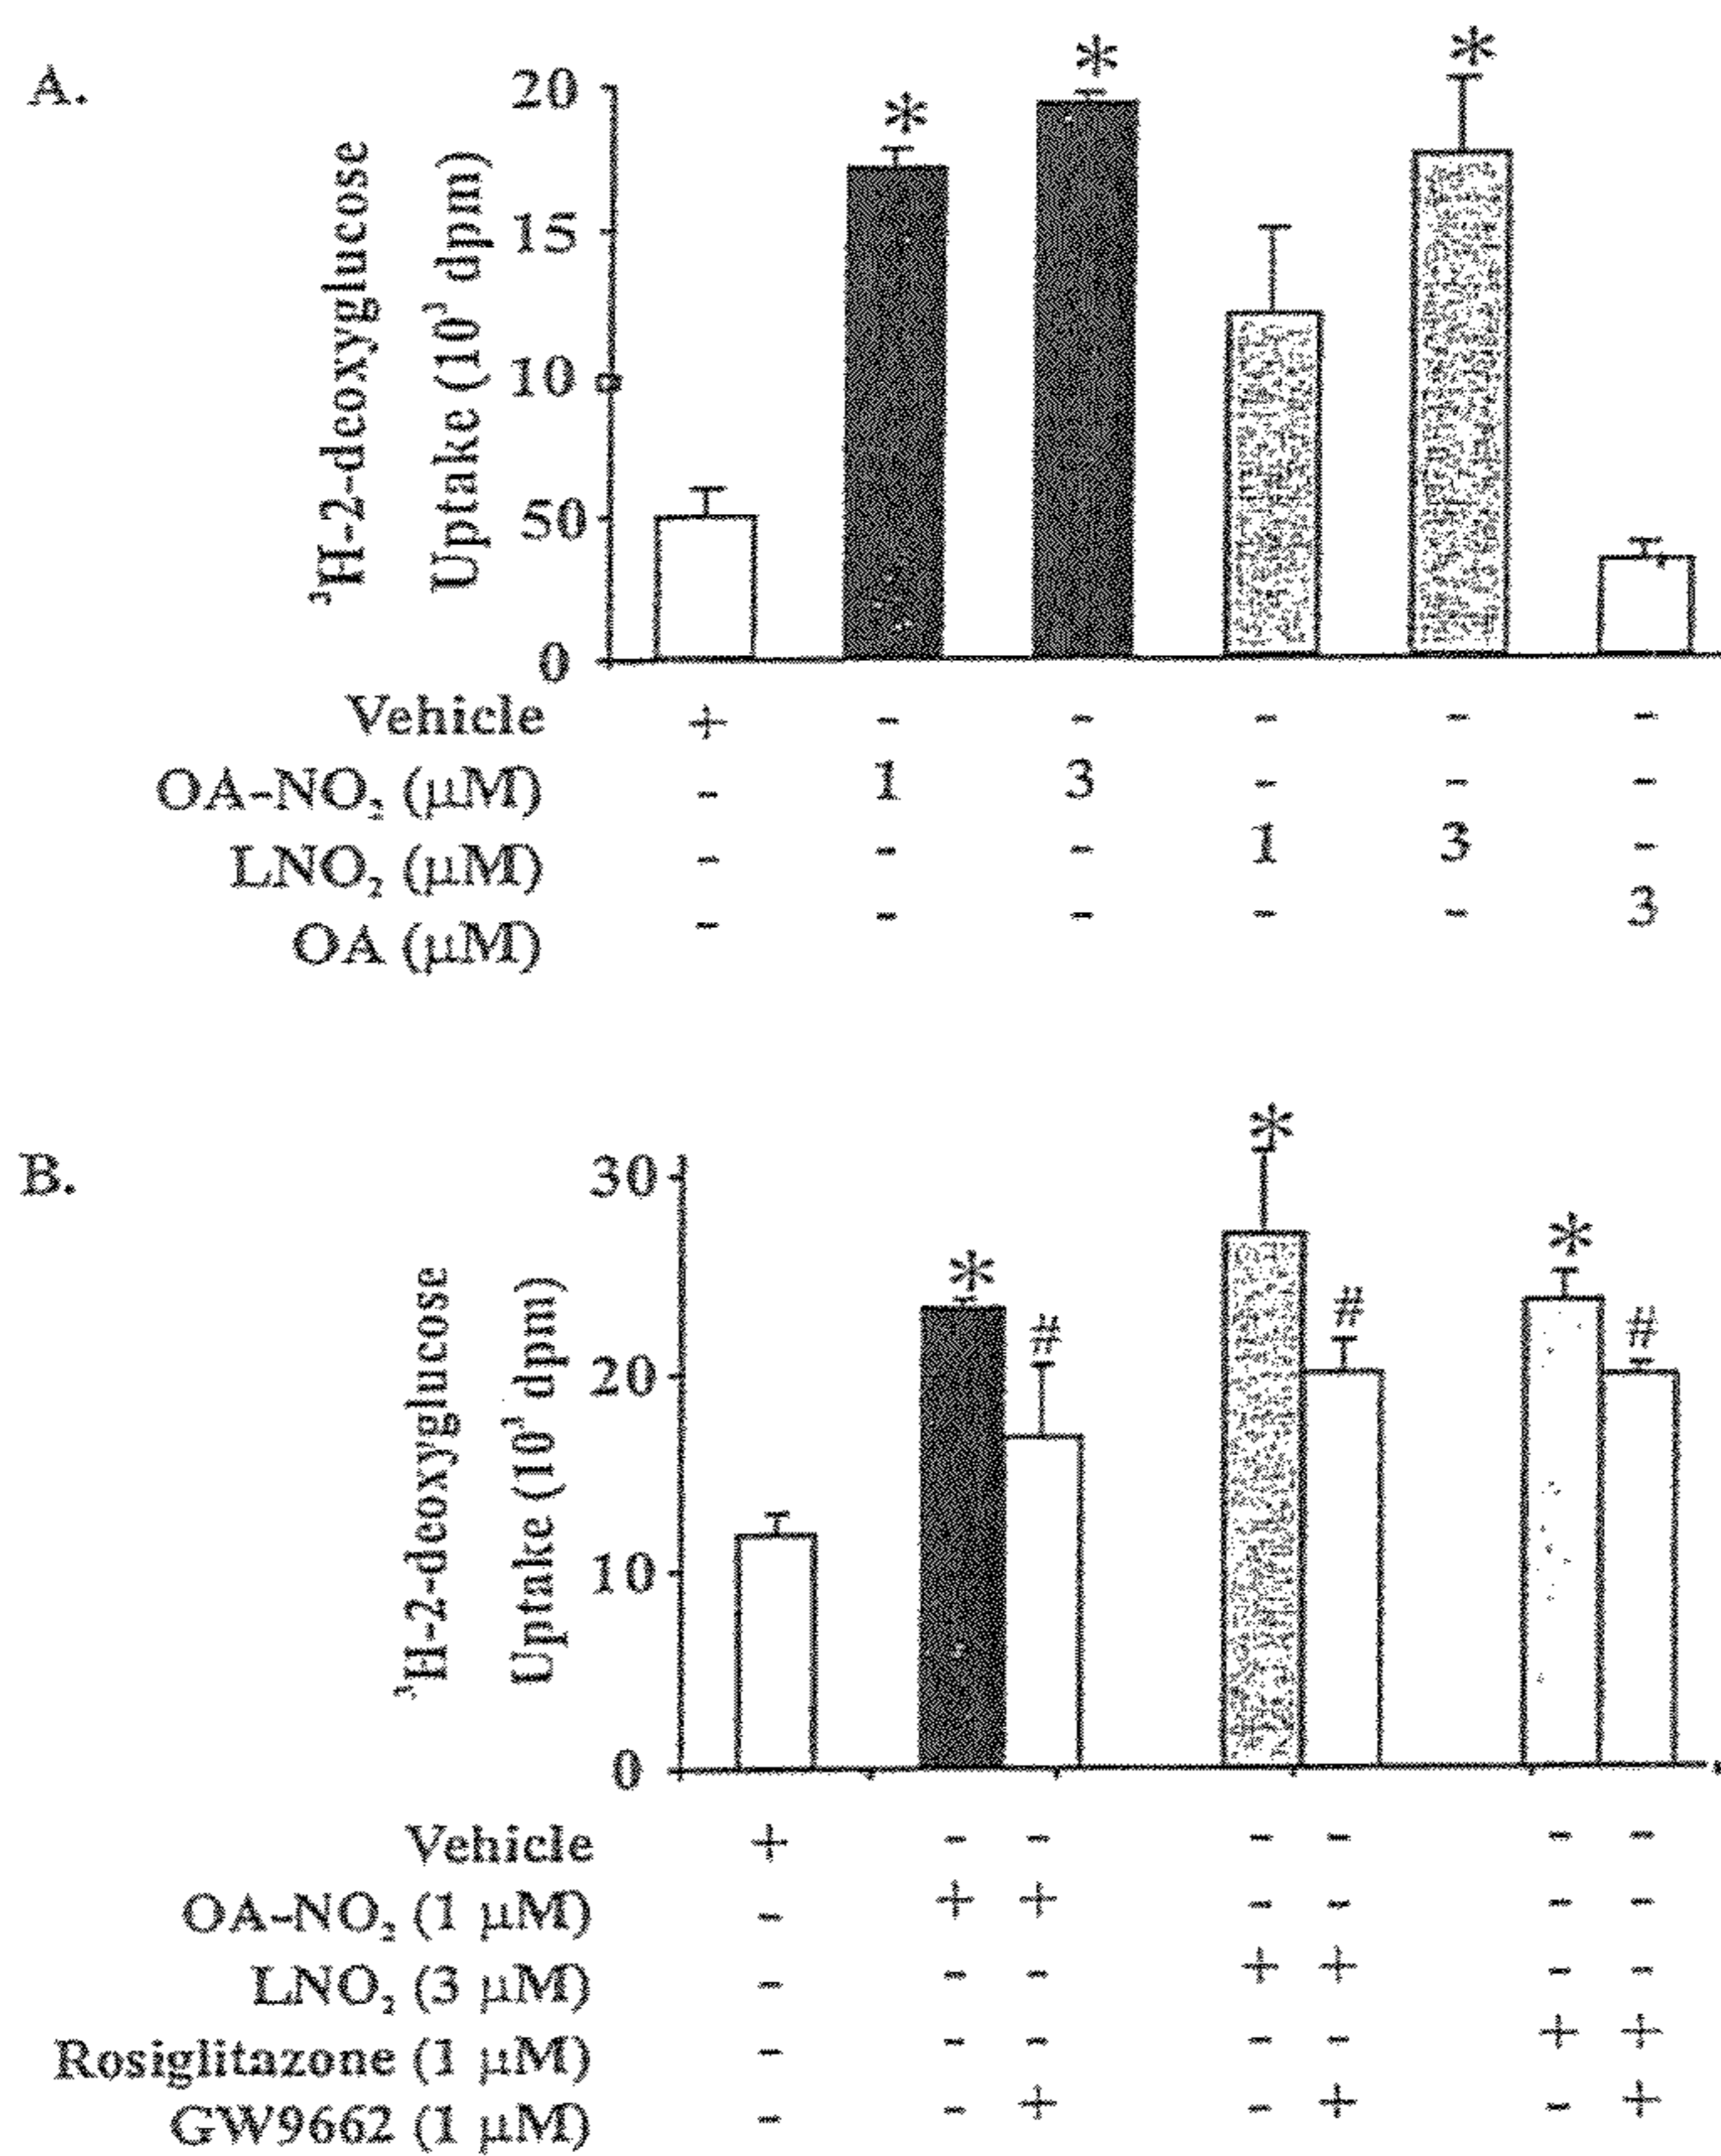 A.
³H-2-deoxyglucose
Uptake (10³ dpm)
20
15
10
50
0
* * *
Vehicle + - - - - -
OA-NO₂ (µM) - 1 3 - - -
LNO₂ (µM) - - - 1 3 -
OA (µM) - - - - - 3
B.
³H-2-deoxyglucose
Uptake (10³ dpm)
30
20
10
0
* # * # * #
Vehicle + - - - - - -
OA-NO₂ (1 µM) - + + - - - -
LNO₂ (3 µM) - - - + + - -
Rosiglitazone (1 µM) - - - - - + +
GW9662 (1 µM) - - + - + - +